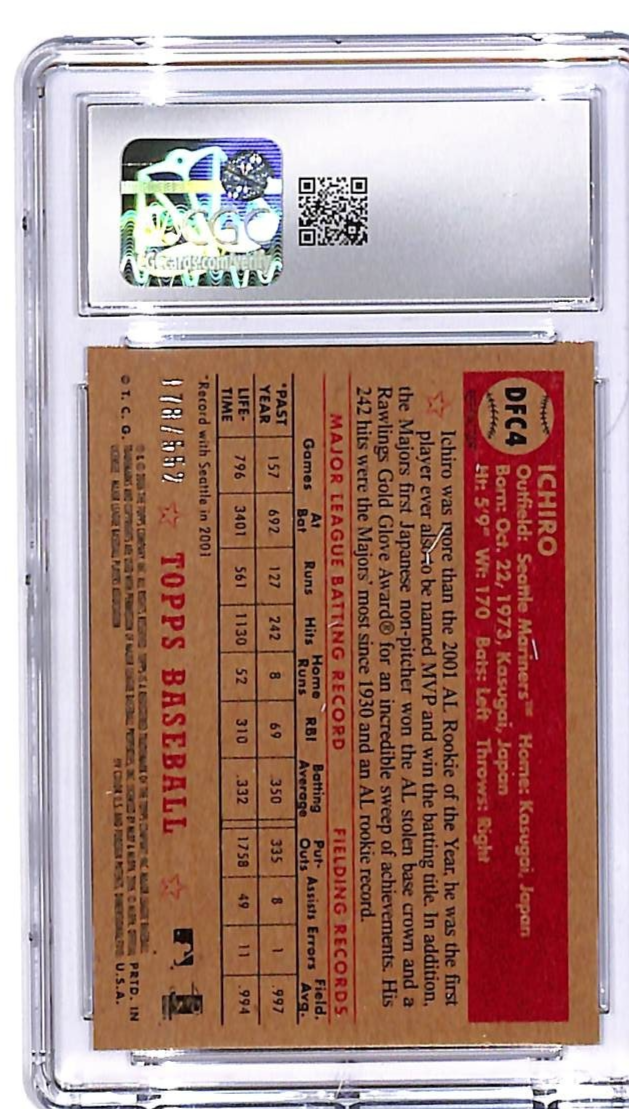 CGC
cgccards.com/verify
DFC4
ICHIRO
Outfield: Seattle Mariners™ Home: Kasugai, Japan
Born: Oct. 22, 1973, Kasugai, Japan
Ht: 5'9" Wt: 170 Bats: Left Throws: Right
Ichiro was more than the 2001 AL Rookie of the Year, he was the first
player ever also to be named MVP and win the batting title. In addition,
the Majors first Japanese non-pitcher won the AL stolen base crown and a
Rawlings Gold Glove Award® for an incredible sweep of achievements. His
242 hits were the Majors' most since 1930 and an AL rookie record.
MAJOR LEAGUE BATTING RECORD FIELDING RECORDS
Games At Bat Runs Hits Home Runs RBI Batting Average Put-Outs Assists Errors Field. Avg.
*PAST YEAR 157 692 127 242 8 69 .350 335 8 1 .997
LIFE-TIME 796 3401 561 1130 52 310 .332 1758 49 11 .994
*Record with Seattle in 2001
178/552 TOPPS BASEBALL
© T. C. G. PRTD. IN U.S.A.